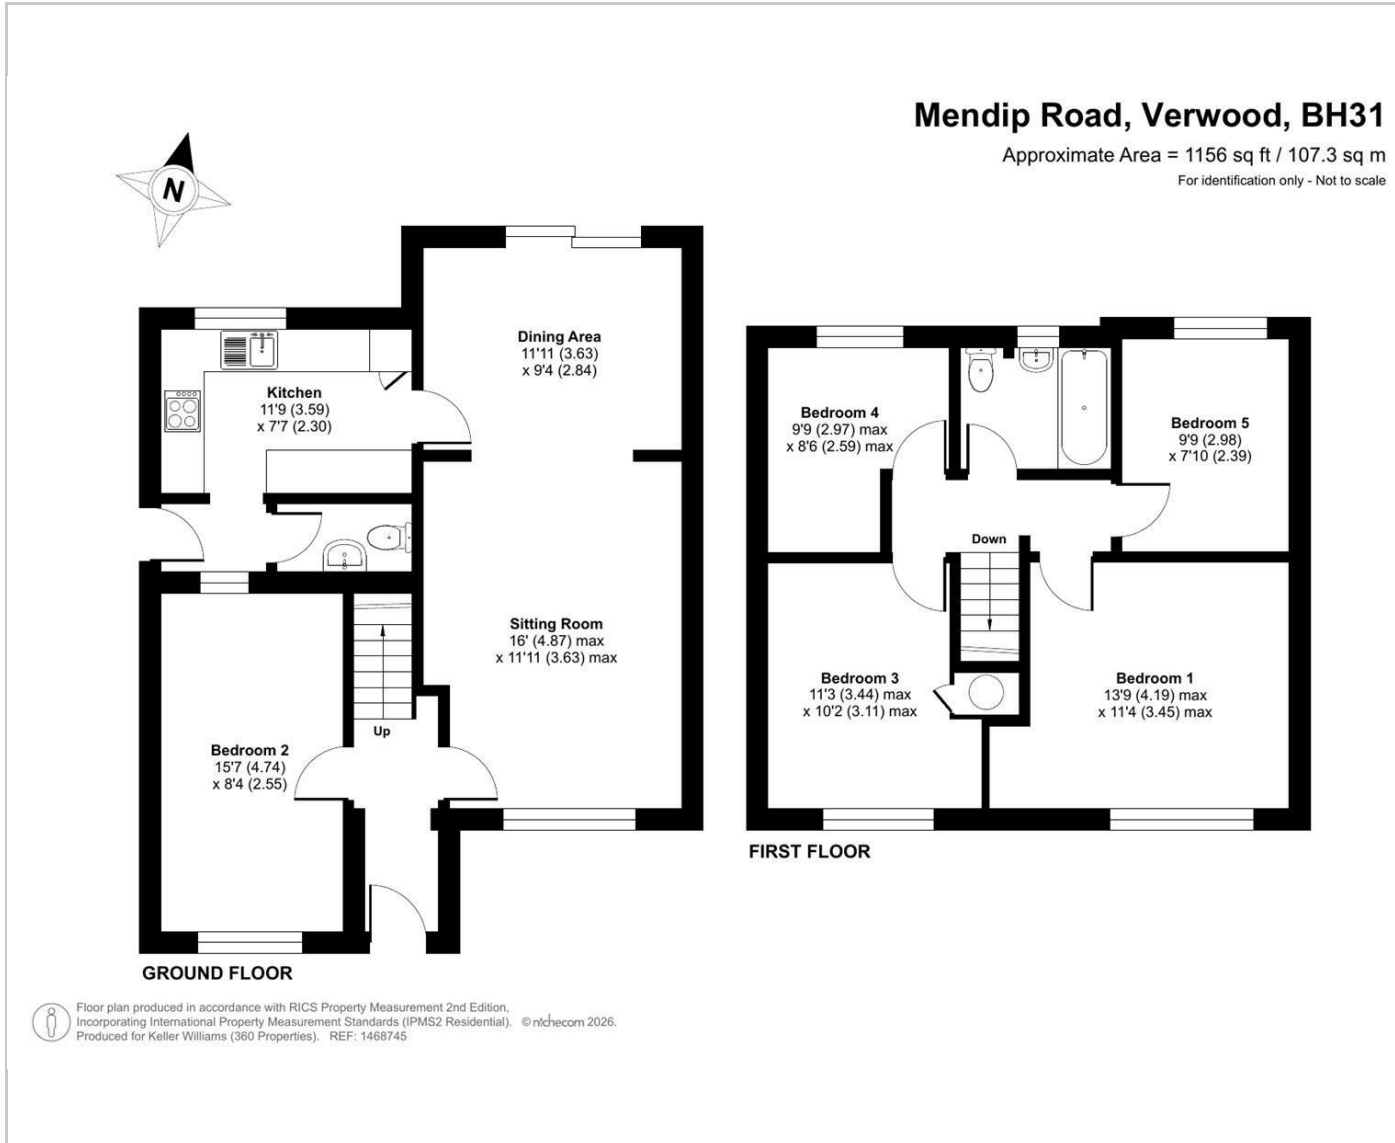 Mendip Road, Verwood, BH31
Approximate Area = 1156 sq ft / 107.3 sq m
For identification only - Not to scale
N
Dining Area
11'11 (3.63)
x 9'4 (2.84)
Kitchen
11'9 (3.59)
x 7'7 (2.30)
Sitting Room
16' (4.87) max
x 11'11 (3.63) max
Up
Bedroom 2
15'7 (4.74)
x 8'4 (2.55)
GROUND FLOOR
Bedroom 4
9'9 (2.97) max
x 8'6 (2.59) max
Bedroom 5
9'9 (2.98)
x 7'10 (2.39)
Down
Bedroom 3
11'3 (3.44) max
x 10'2 (3.11) max
Bedroom 1
13'9 (4.19) max
x 11'4 (3.45) max
FIRST FLOOR
Floor plan produced in accordance with RICS Property Measurement 2nd Edition,
Incorporating International Property Measurement Standards (IPMS2 Residential). © nichecom 2026.
Produced for Keller Williams (360 Properties). REF: 1468745